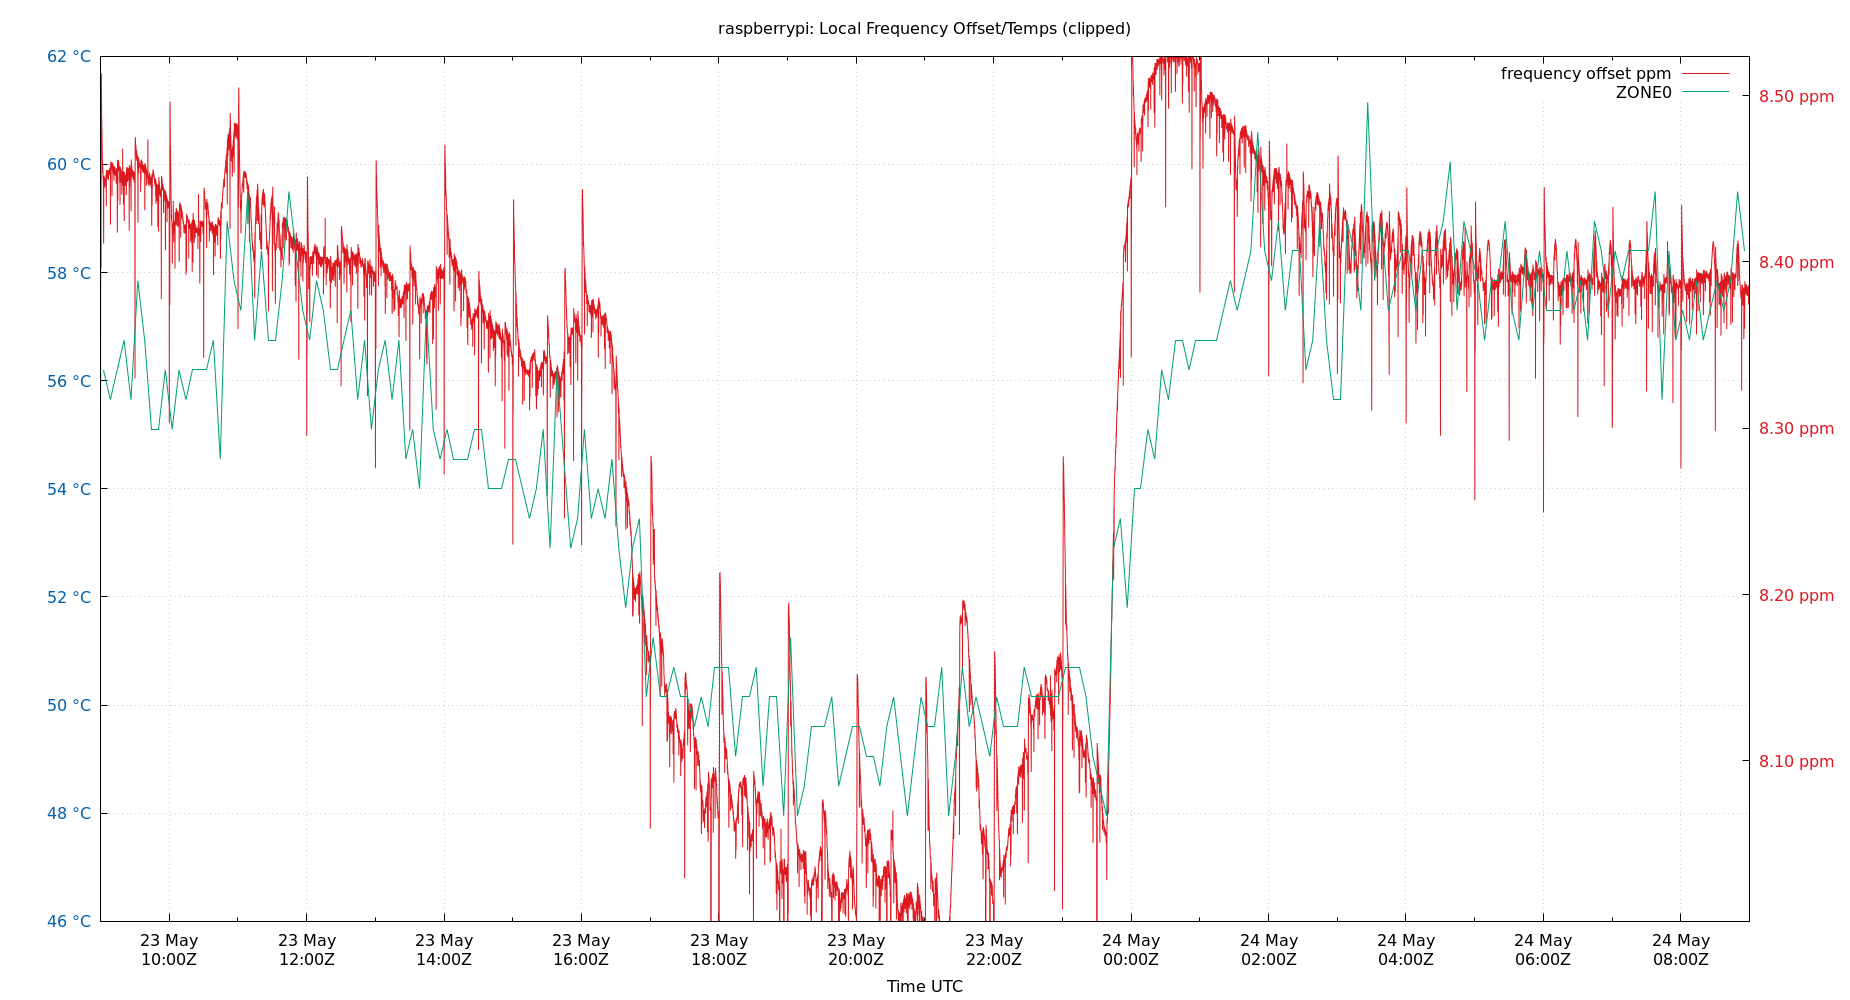 raspberrypi: Local Frequency Offset/Temps (clipped)
frequency offset ppm
ZONE0
62 °C
60 °C
58 °C
56 °C
54 °C
52 °C
50 °C
48 °C
46 °C
8.50 ppm
8.40 ppm
8.30 ppm
8.20 ppm
8.10 ppm
23 May 23 May 23 May 23 May 23 May 23 May 23 May 24 May 24 May 24 May 24 May 24 May
10:00Z 12:00Z 14:00Z 16:00Z 18:00Z 20:00Z 22:00Z 00:00Z 02:00Z 04:00Z 06:00Z 08:00Z
Time UTC